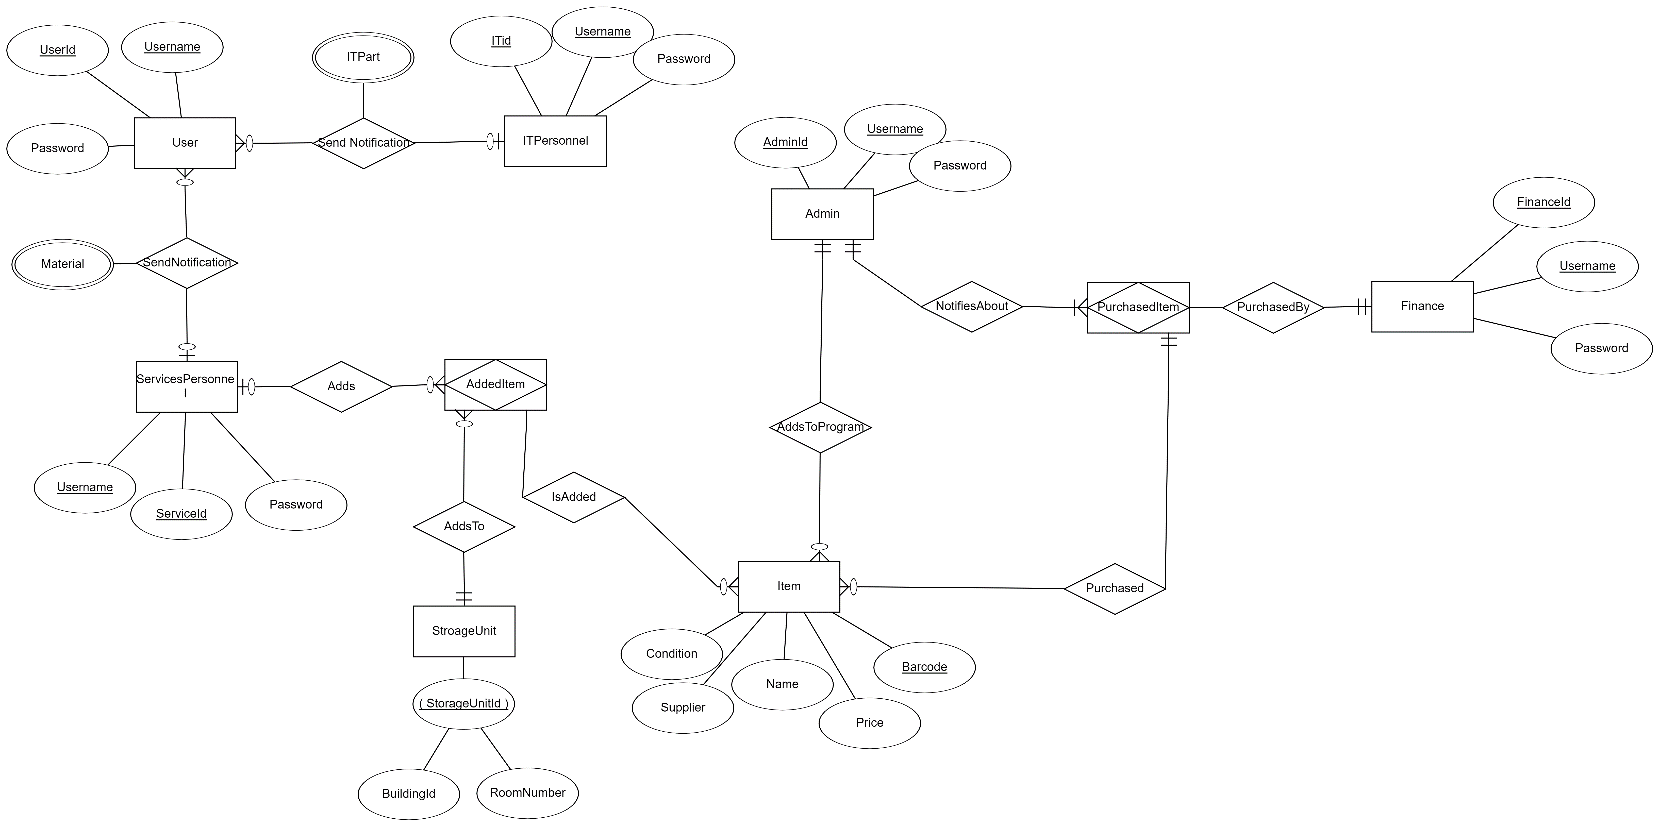 UserId
Username
ITPart
ITid
Username
Password
User
Password
Send Notification
ITPersonnel
Admin
AdminId
Username
Password
FinanceId
Username
Password
Finance
Material
SendNotification
NotifiesAbout
PurchasedItem
PurchasedBy
ServicesPersonne
l
Adds
AddedItem
AddsToProgram
Username
ServiceId
Password
AddsTo
IsAdded
Item
Purchased
StroageUnit
Condition
Supplier
Name
Price
Barcode
( StorageUnitId )
BuildingId
RoomNumber